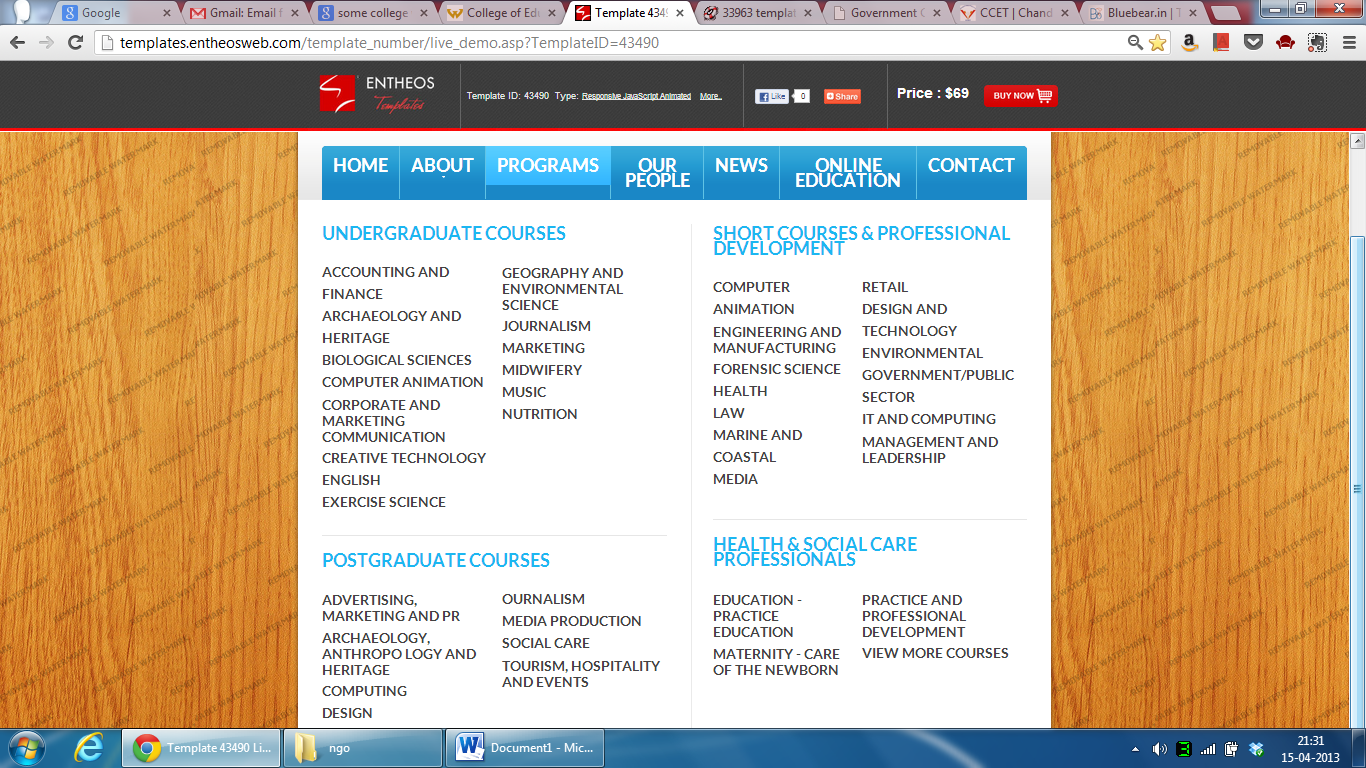 Google
Gmail: Email f
some college
College of Edu
Template 4349
33963 templat
Government C
CCET | Chand
Bluebear.in | T
templates.entheosweb.com/template_number/live_demo.asp?TemplateID=43490
ENTHEOS
Templates
Template ID: 43490 Type: Responsive JavaScript Animated More..
Like 0
Share
Price : $69
BUY NOW
HOME
ABOUT
PROGRAMS
OUR
PEOPLE
NEWS
ONLINE
EDUCATION
CONTACT
UNDERGRADUATE COURSES
ACCOUNTING AND
FINANCE
ARCHAEOLOGY AND
HERITAGE
BIOLOGICAL SCIENCES
COMPUTER ANIMATION
CORPORATE AND
MARKETING
COMMUNICATION
CREATIVE TECHNOLOGY
ENGLISH
EXERCISE SCIENCE
GEOGRAPHY AND
ENVIRONMENTAL
SCIENCE
JOURNALISM
MARKETING
MIDWIFERY
MUSIC
NUTRITION
POSTGRADUATE COURSES
ADVERTISING,
MARKETING AND PR
ARCHAEOLOGY,
ANTHROPO LOGY AND
HERITAGE
COMPUTING
DESIGN
OURNALISM
MEDIA PRODUCTION
SOCIAL CARE
TOURISM, HOSPITALITY
AND EVENTS
SHORT COURSES & PROFESSIONAL
DEVELOPMENT
COMPUTER
ANIMATION
ENGINEERING AND
MANUFACTURING
FORENSIC SCIENCE
HEALTH
LAW
MARINE AND
COASTAL
MEDIA
RETAIL
DESIGN AND
TECHNOLOGY
ENVIRONMENTAL
GOVERNMENT/PUBLIC
SECTOR
IT AND COMPUTING
MANAGEMENT AND
LEADERSHIP
HEALTH & SOCIAL CARE
PROFESSIONALS
EDUCATION -
PRACTICE
EDUCATION
MATERNITY - CARE
OF THE NEWBORN
PRACTICE AND
PROFESSIONAL
DEVELOPMENT
VIEW MORE COURSES
REMOVABLE WATERMARK
Template 43490 Li...
ngo
Document1 - Mic...
3
21:31
15-04-2013